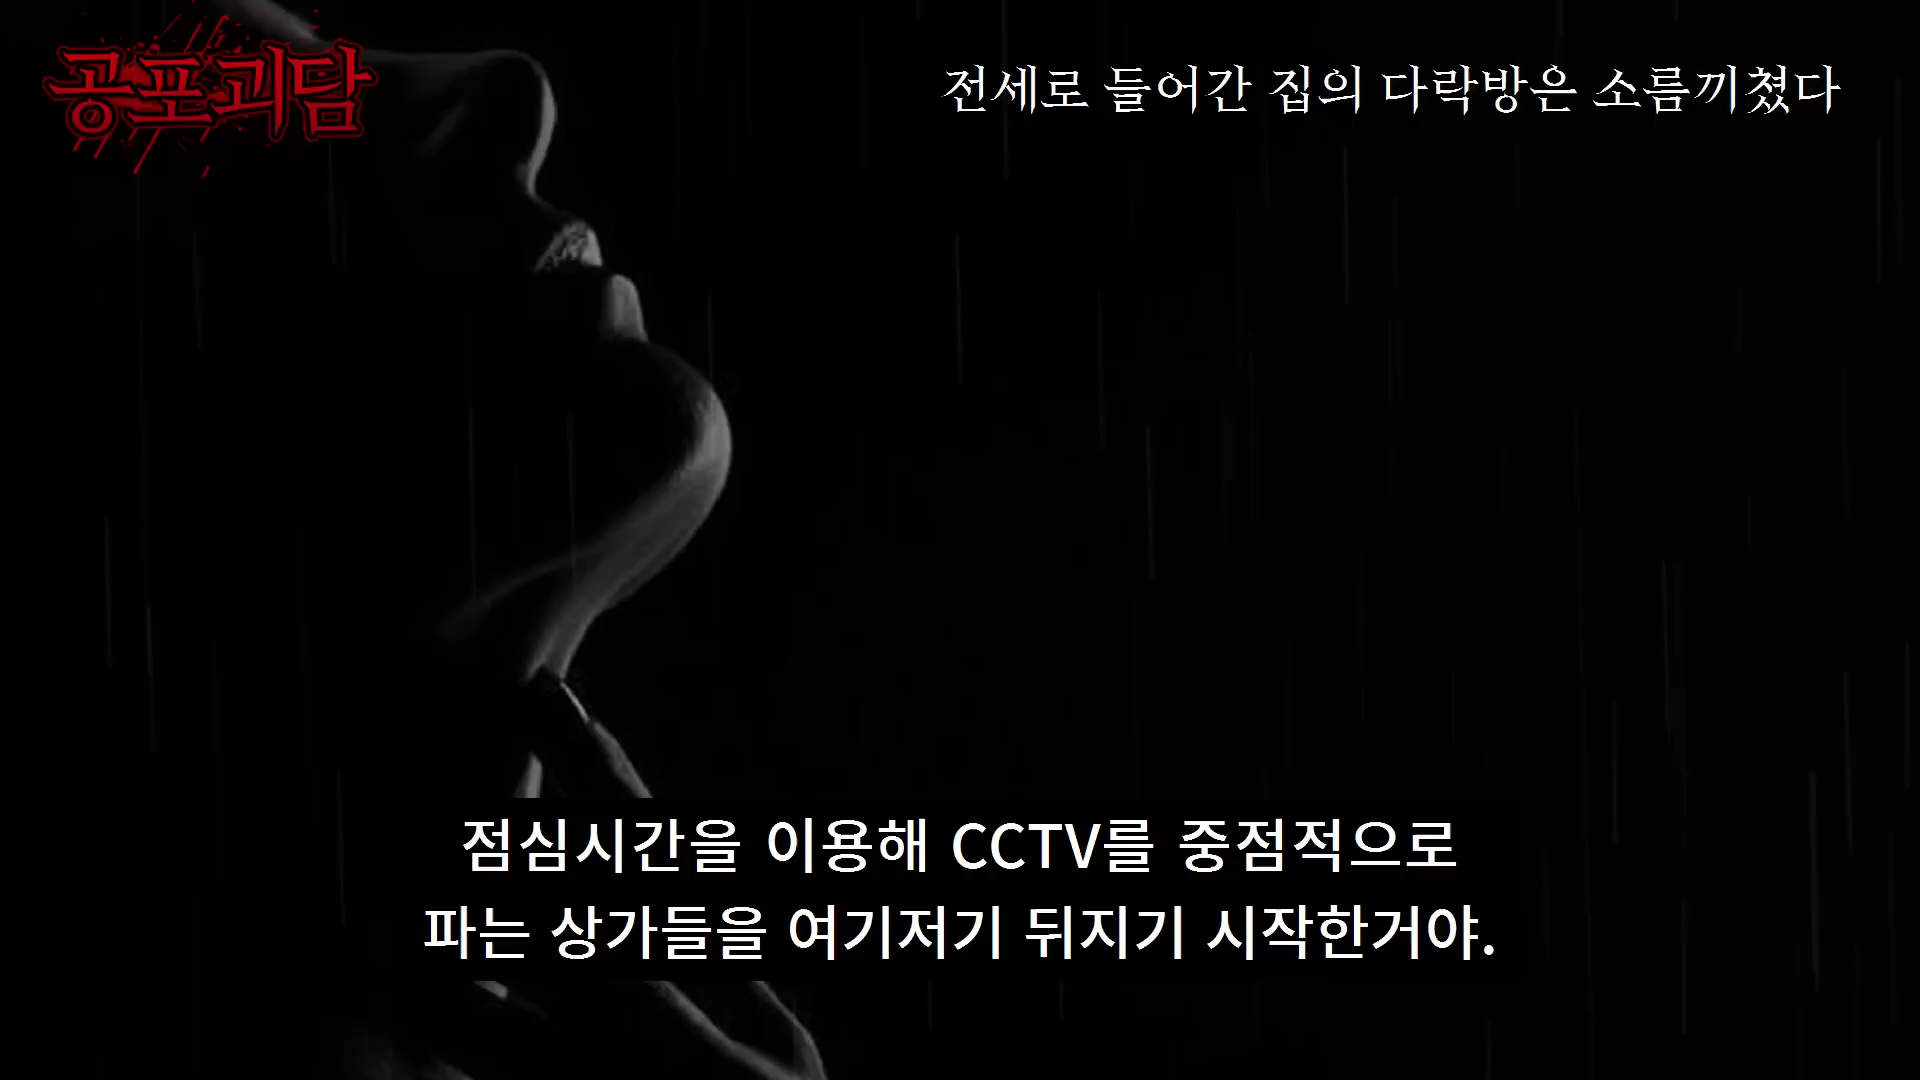 공포괴담
전세로 들어간 집의 다락방은 소름끼쳤다
점심시간을 이용해 CCTV를 중점적으로
파는 상가들을 여기저기 뒤지기 시작한거야.